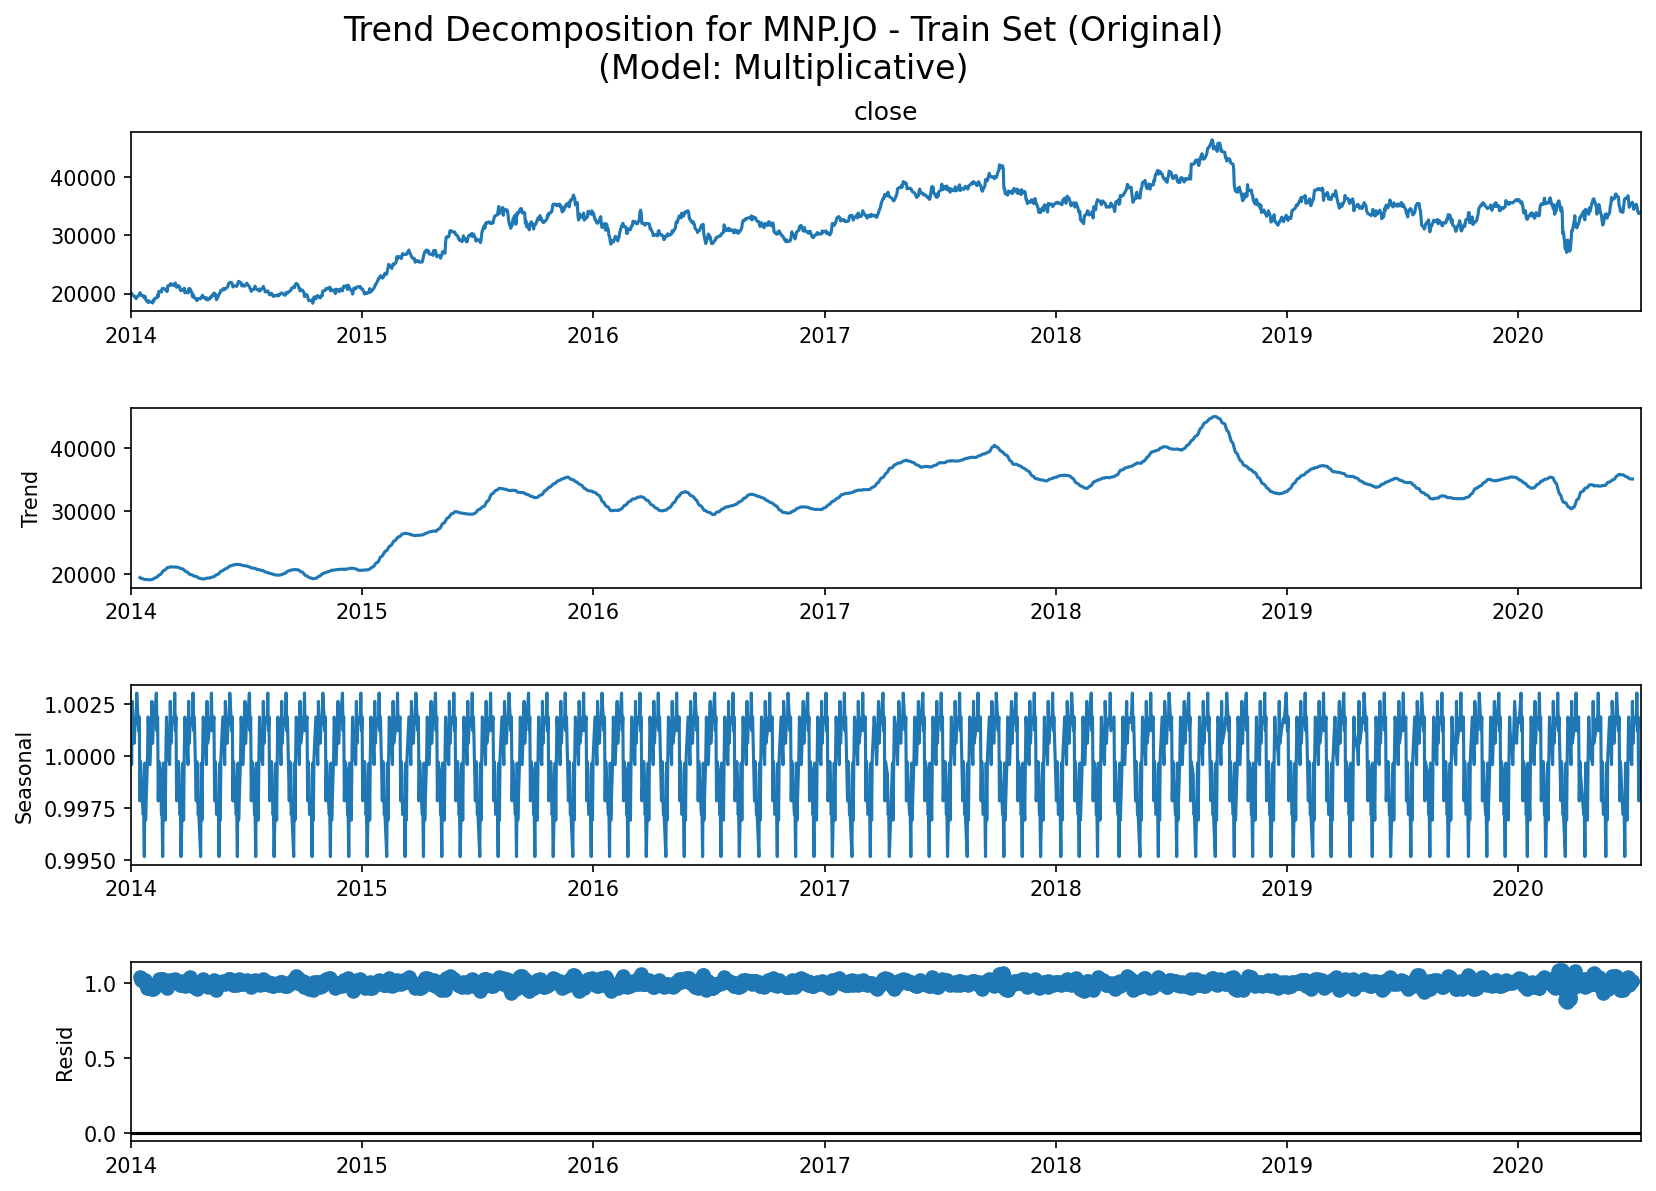 Trend Decomposition for MNP.JO - Train Set (Original)
(Model: Multiplicative)
close
40000
30000
20000
2014 2015 2016 2017 2018 2019 2020
Trend
40000
30000
20000
2014 2015 2016 2017 2018 2019 2020
Seasonal
1.0025
1.0000
0.9975
0.9950
2014 2015 2016 2017 2018 2019 2020
Resid
1.0
0.5
0.0
2014 2015 2016 2017 2018 2019 2020